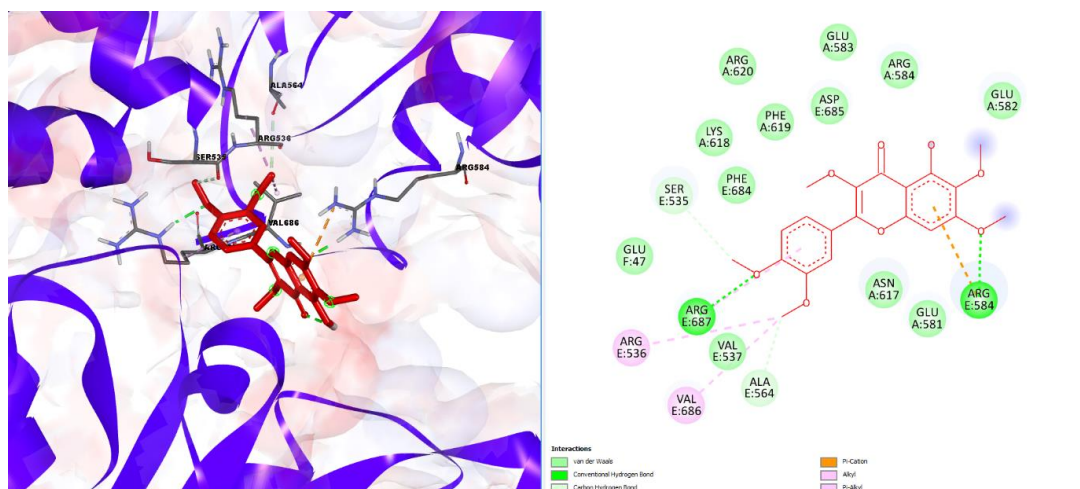 ALA564
ARG536
SER535
ARG584
VAL686
GLU
A:583
ARG
A:620
ARG
A:584
GLU
A:582
ASP
E:685
PHE
A:619
LYS
A:618
PHE
E:684
SER
E:535
GLU
F:47
O
O
O
O
O
O
O
O
ASN
A:617
GLU
A:581
ARG
E:584
ARG
E:687
ARG
E:536
VAL
E:537
ALA
E:564
VAL
E:686
Interactions
van der Waals
Conventional Hydrogen Bond
Carbon Hydrogen Bond
Pi-Cation
Alkyl
Pi-Alkyl